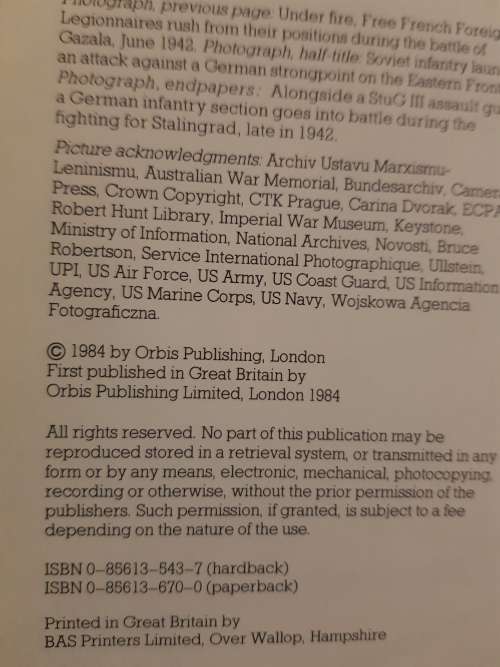 Photograph, previous page: Under fire, Free French Foreig
Legionnaires rush from their positions during the battle of
Gazala, June 1942. Photograph, half-title: Soviet infantry laun
an attack against a German strongpoint on the Eastern Front
Photograph, endpapers: Alongside a StuG III assault gu
a German infantry section goes into battle during the
fighting for Stalingrad, late in 1942.
Picture acknowledgments: Archiv Ustavu Marxismu-
Leninismu, Australian War Memorial, Bundesarchiv, Camera
Press, Crown Copyright, CTK Prague, Carina Dvorak, ECPA
Robert Hunt Library, Imperial War Museum, Keystone,
Ministry of Information, National Archives, Novosti, Bruce
Robertson, Service International Photographique, Ullstein,
UPI, US Air Force, US Army, US Coast Guard, US Information
Agency, US Marine Corps, US Navy, Wojskowa Agencia
Fotograficzna.
© 1984 by Orbis Publishing, London
First published in Great Britain by
Orbis Publishing Limited, London 1984
All rights reserved. No part of this publication may be
reproduced stored in a retrieval system, or transmitted in any
form or by any means, electronic, mechanical, photocopying,
recording or otherwise, without the prior permission of the
publishers. Such permission, if granted, is subject to a fee
depending on the nature of the use.
ISBN 0–85613–543–7 (hardback)
ISBN 0–85613–670–0 (paperback)
Printed in Great Britain by
BAS Printers Limited, Over Wallop, Hampshire